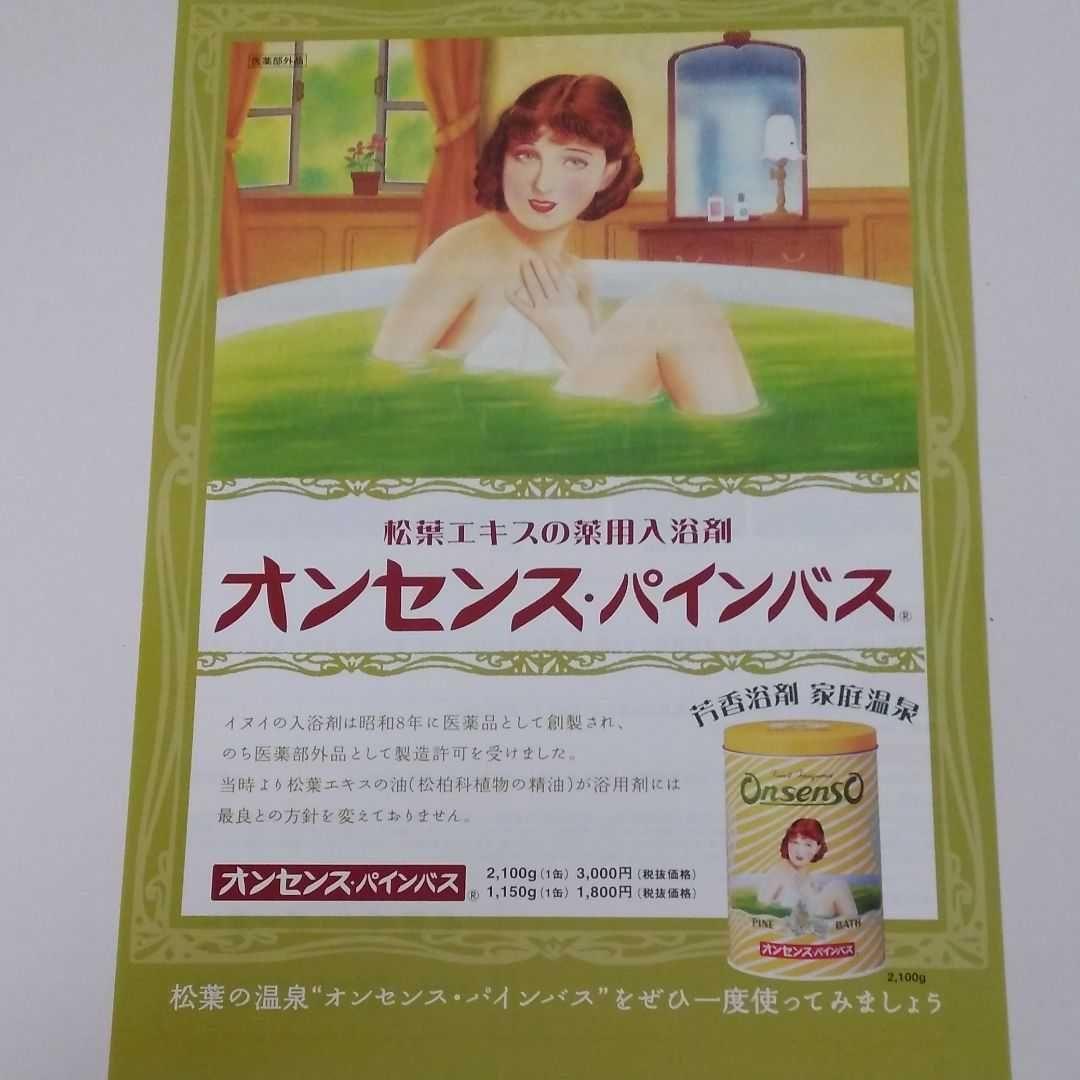 医薬部外品
松葉エキスの薬用入浴剤
オンセンス・パインバス®
芳香浴剤 家庭温泉
イヌイの入浴剤は昭和8年に医薬品として創製され、
のち医薬部外品として製造許可を受けました。
当時より松葉エキスの油(松柏科植物の精油)が浴用剤には
最良との方針を変えておりません。
オンセンス・パインバス® 2,100g(1缶) 3,000円(税抜価格)
1,150g(1缶) 1,800円(税抜価格)
OnsensO
PINE BATH
オンセンスパインバス
2,100g
松葉の温泉“オンセンス・パインバス”をぜひ一度使ってみましょう